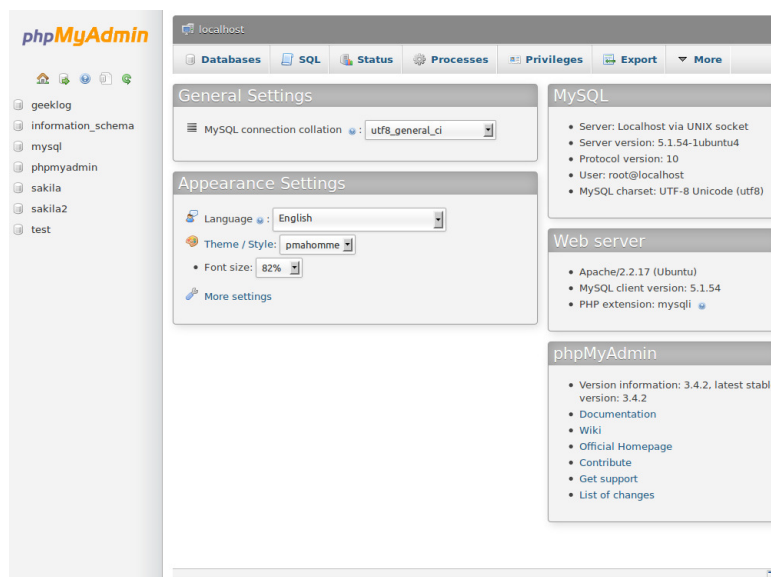 phpMyAdmin
geeklog
information_schema
mysql
phpmyadmin
sakila
sakila2
test
localhost
Databases SQL Status Processes Privileges Export More
General Settings
MySQL connection collation : utf8_general_ci
Appearance Settings
Language : English
Theme / Style: pmahomme
• Font size: 82%
More settings
MySQL
• Server: Localhost via UNIX socket
• Server version: 5.1.54-1ubuntu4
• Protocol version: 10
• User: root@localhost
• MySQL charset: UTF-8 Unicode (utf8)
Web server
• Apache/2.2.17 (Ubuntu)
• MySQL client version: 5.1.54
• PHP extension: mysqli
phpMyAdmin
• Version information: 3.4.2, latest stabl
version: 3.4.2
• Documentation
• Wiki
• Official Homepage
• Contribute
• Get support
• List of changes